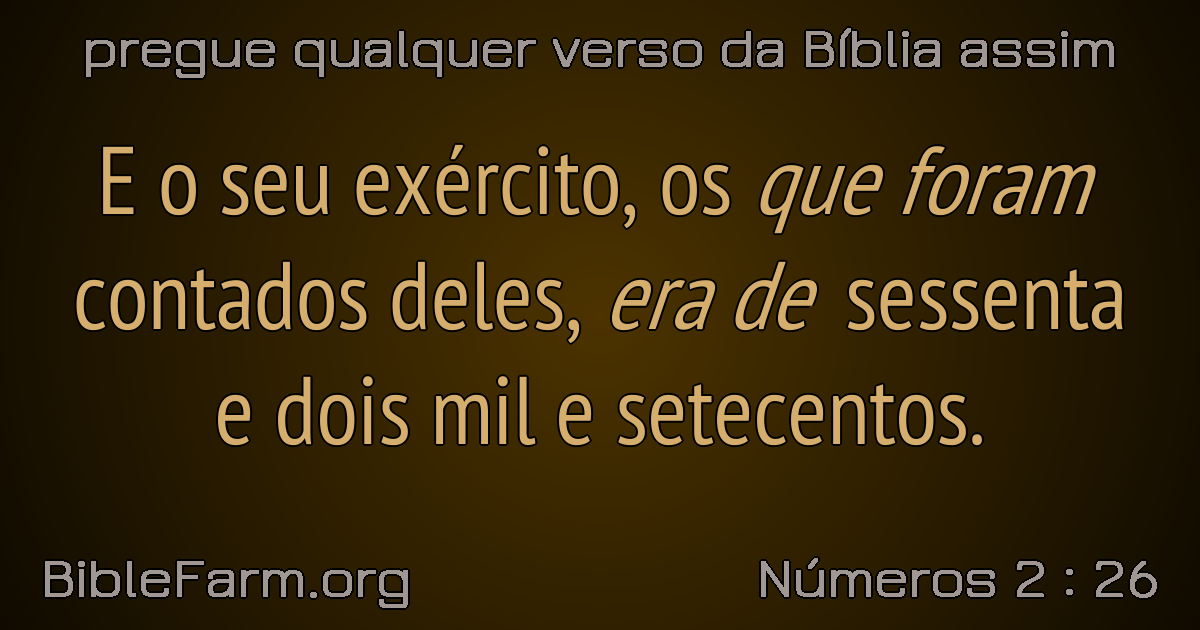 pregue qualquer verso da Bíblia assim
E o seu exército, os que foram
contados deles, era de sessenta
e dois mil e setecentos.
BibleFarm.org
Números 2 : 26